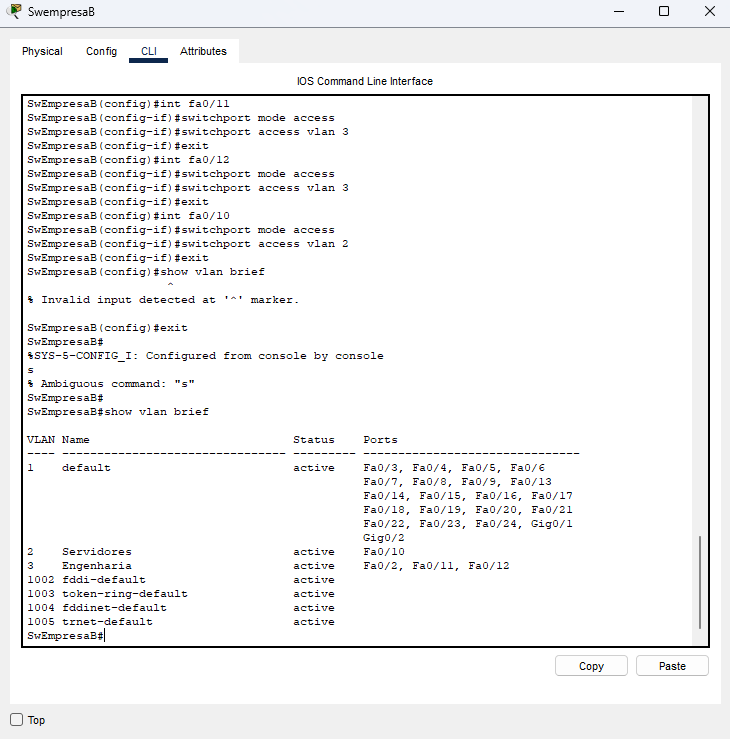 SwempresaB
Physical Config CLI Attributes
IOS Command Line Interface
SwEmpresaB(config)#int fa0/11
SwEmpresaB(config-if)#switchport mode access
SwEmpresaB(config-if)#switchport access vlan 3
SwEmpresaB(config-if)#exit
SwEmpresaB(config)#int fa0/12
SwEmpresaB(config-if)#switchport mode access
SwEmpresaB(config-if)#switchport access vlan 3
SwEmpresaB(config-if)#exit
SwEmpresaB(config)#int fa0/10
SwEmpresaB(config-if)#switchport mode access
SwEmpresaB(config-if)#switchport access vlan 2
SwEmpresaB(config-if)#exit
SwEmpresaB(config)#show vlan brief
^
% Invalid input detected at '^' marker.
SwEmpresaB(config)#exit
SwEmpresaB#
%SYS-5-CONFIG_I: Configured from console by console
s
% Ambiguous command: "s"
SwEmpresaB#
SwEmpresaB#show vlan brief
VLAN Name Status Ports
---- -------------------------------- --------- -------------------------------
1 default active Fa0/3, Fa0/4, Fa0/5, Fa0/6
Fa0/7, Fa0/8, Fa0/9, Fa0/13
Fa0/14, Fa0/15, Fa0/16, Fa0/17
Fa0/18, Fa0/19, Fa0/20, Fa0/21
Fa0/22, Fa0/23, Fa0/24, Gig0/1
Gig0/2
2 Servidores active Fa0/10
3 Engenharia active Fa0/2, Fa0/11, Fa0/12
1002 fddi-default active
1003 token-ring-default active
1004 fddinet-default active
1005 trnet-default active
SwEmpresaB#
Copy Paste
Top